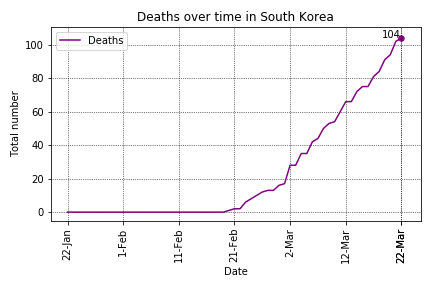 Deaths over time in South Korea
Deaths
104
Total number
100
80
60
40
20
0
22-Jan
1-Feb
11-Feb
21-Feb
2-Mar
12-Mar
22-Mar
Date